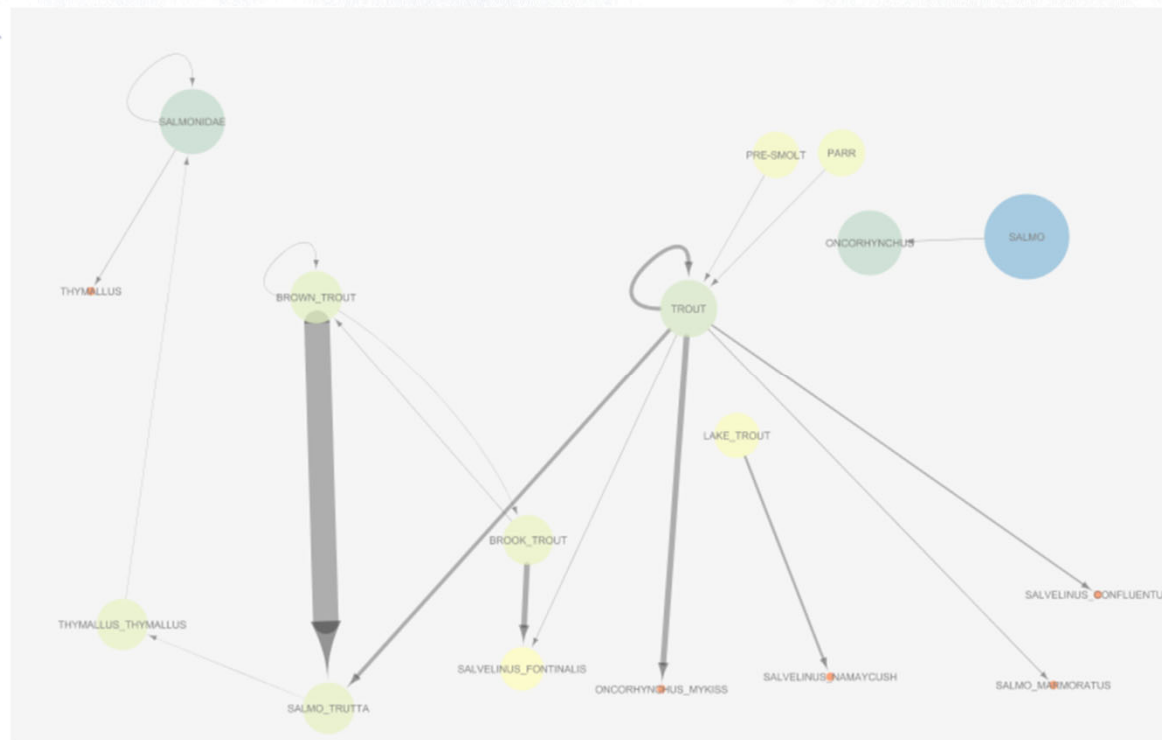 SALMONIDAE
PRE-SMOLT
PARR
ONCORHYNCHUS
SALMO
THYMALLUS
BROWN_TROUT
TROUT
LAKE_TROUT
BROOK_TROUT
SALVELINUS_CONFLUENTU
THYMALLUS_THYMALLUS
SALVELINUS_FONTINALIS
SALVELINUS_NAMAYCUSH
ONCORHYNCHUS_MYKISS
SALMO_MARMORATUS
SALMO_TRUTTA